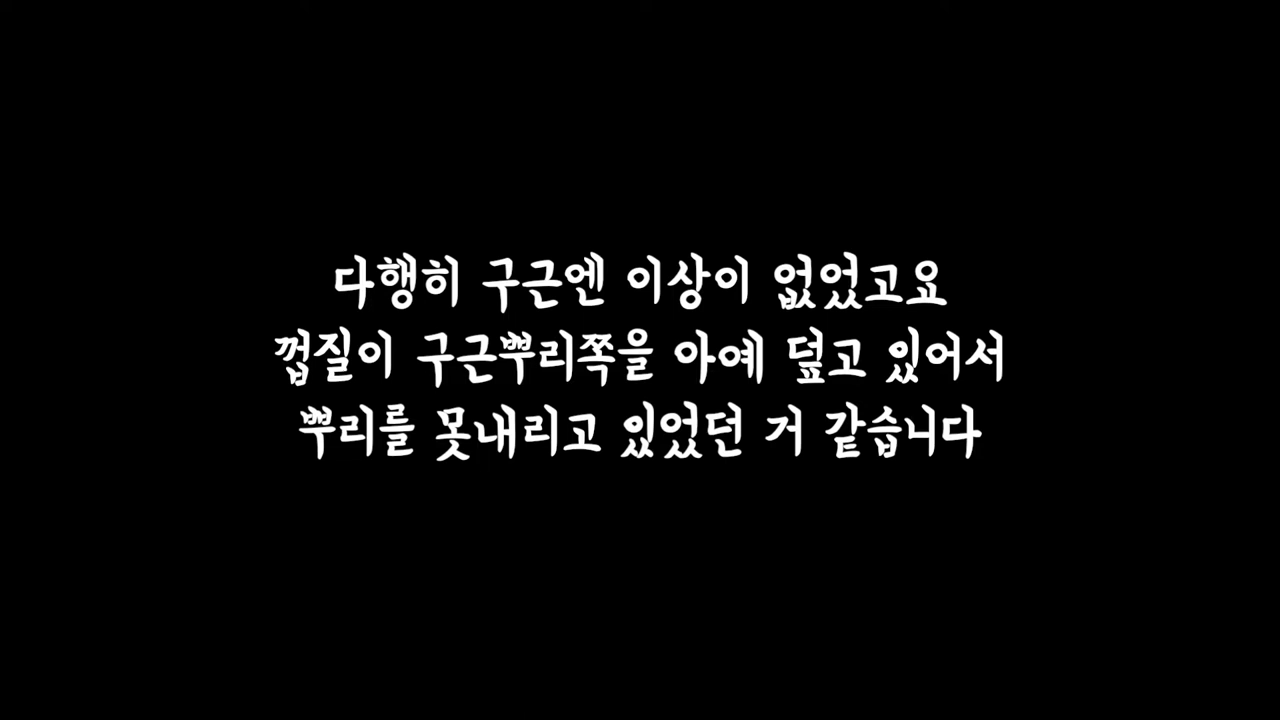 다행히 구근엔 이상이 없었고요
껍질이 구근뿌리쪽을 아예 덮고 있어서
뿌리를 못내리고 있었던 거 같습니다